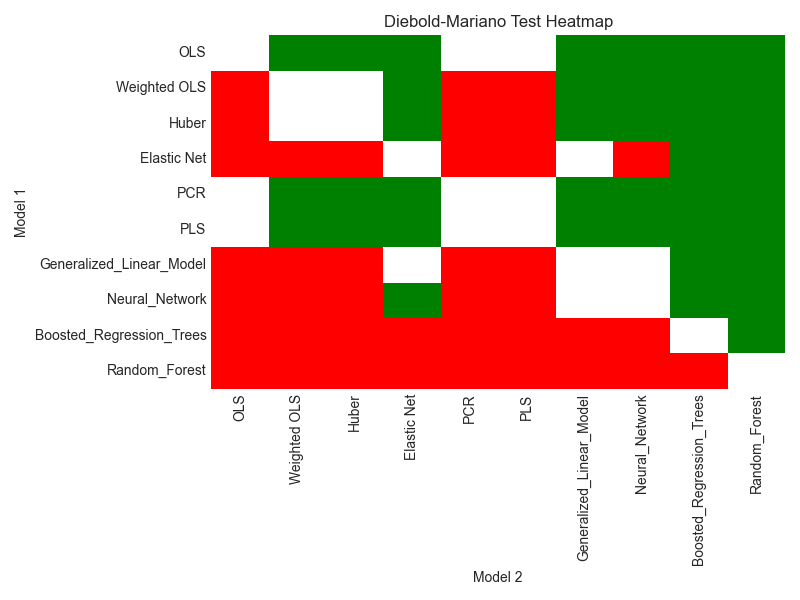 Diebold-Mariano Test Heatmap
Model 1
OLS
Weighted OLS
Huber
Elastic Net
PCR
PLS
Generalized_Linear_Model
Neural_Network
Boosted_Regression_Trees
Random_Forest
OLS
Weighted OLS
Huber
Elastic Net
PCR
PLS
Generalized_Linear_Model
Neural_Network
Boosted_Regression_Trees
Random_Forest
Model 2